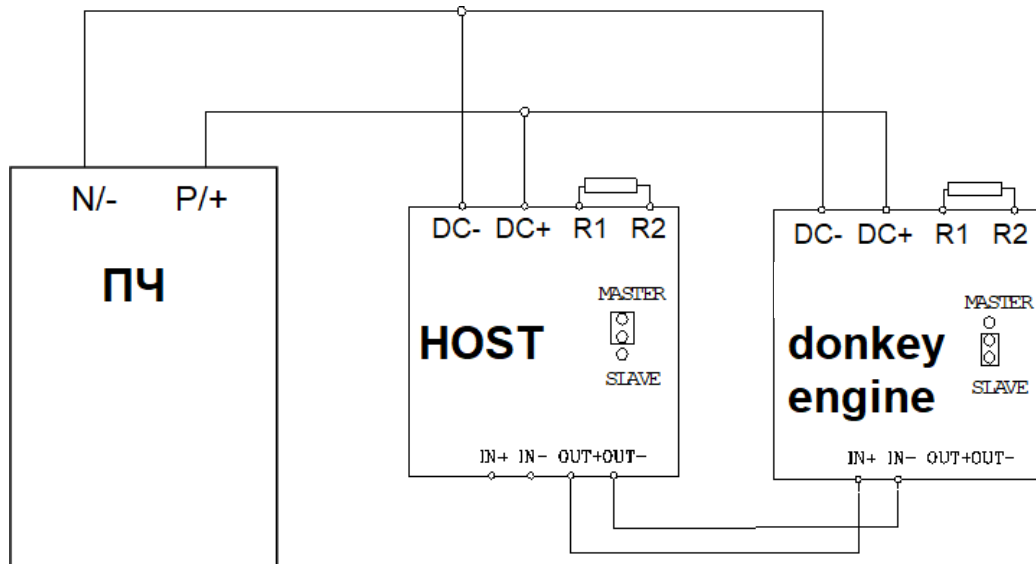 N/- P/+
ПЧ
DC- DC+ R1 R2
MASTER
HOST
SLAVE
IN+ IN- OUT+OUT-
DC- DC+ R1 R2
MASTER
donkey
engine
SLAVE
IN+ IN- OUT+OUT-